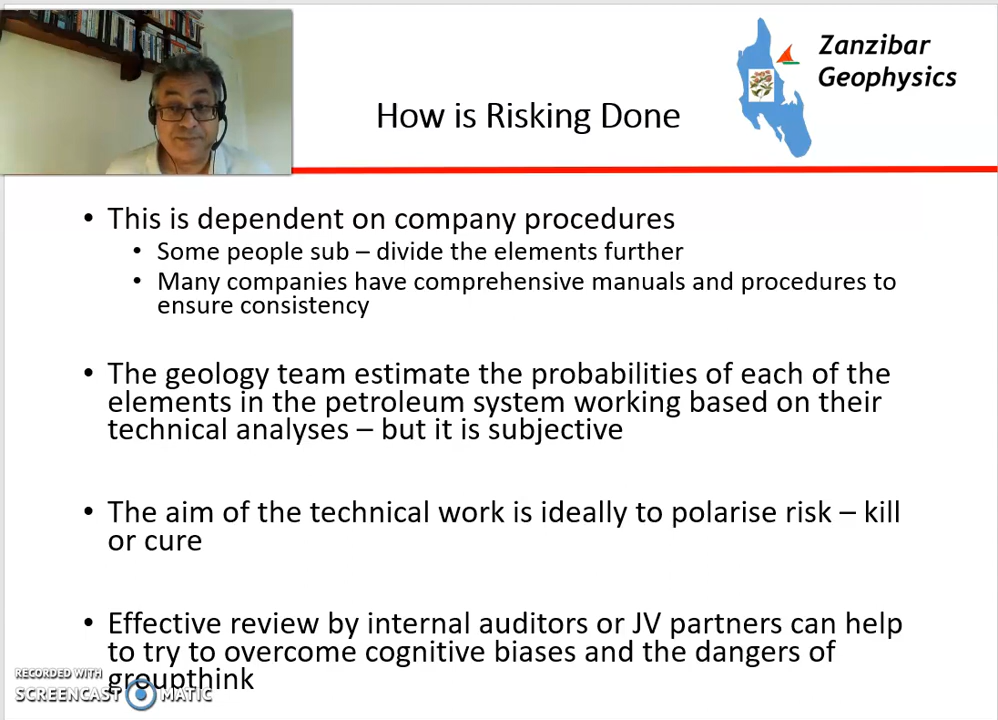 Zanzibar
Geophysics
How is Risking Done
• This is dependent on company procedures
• Some people sub – divide the elements further
• Many companies have comprehensive manuals and procedures to
ensure consistency
• The geology team estimate the probabilities of each of the
elements in the petroleum system working based on their
technical analyses – but it is subjective
• The aim of the technical work is ideally to polarise risk – kill
or cure
• Effective review by internal auditors or JV partners can help
to try to overcome cognitive biases and the dangers of
groupthink
RECORDED WITH
SCREENCAST MATIC